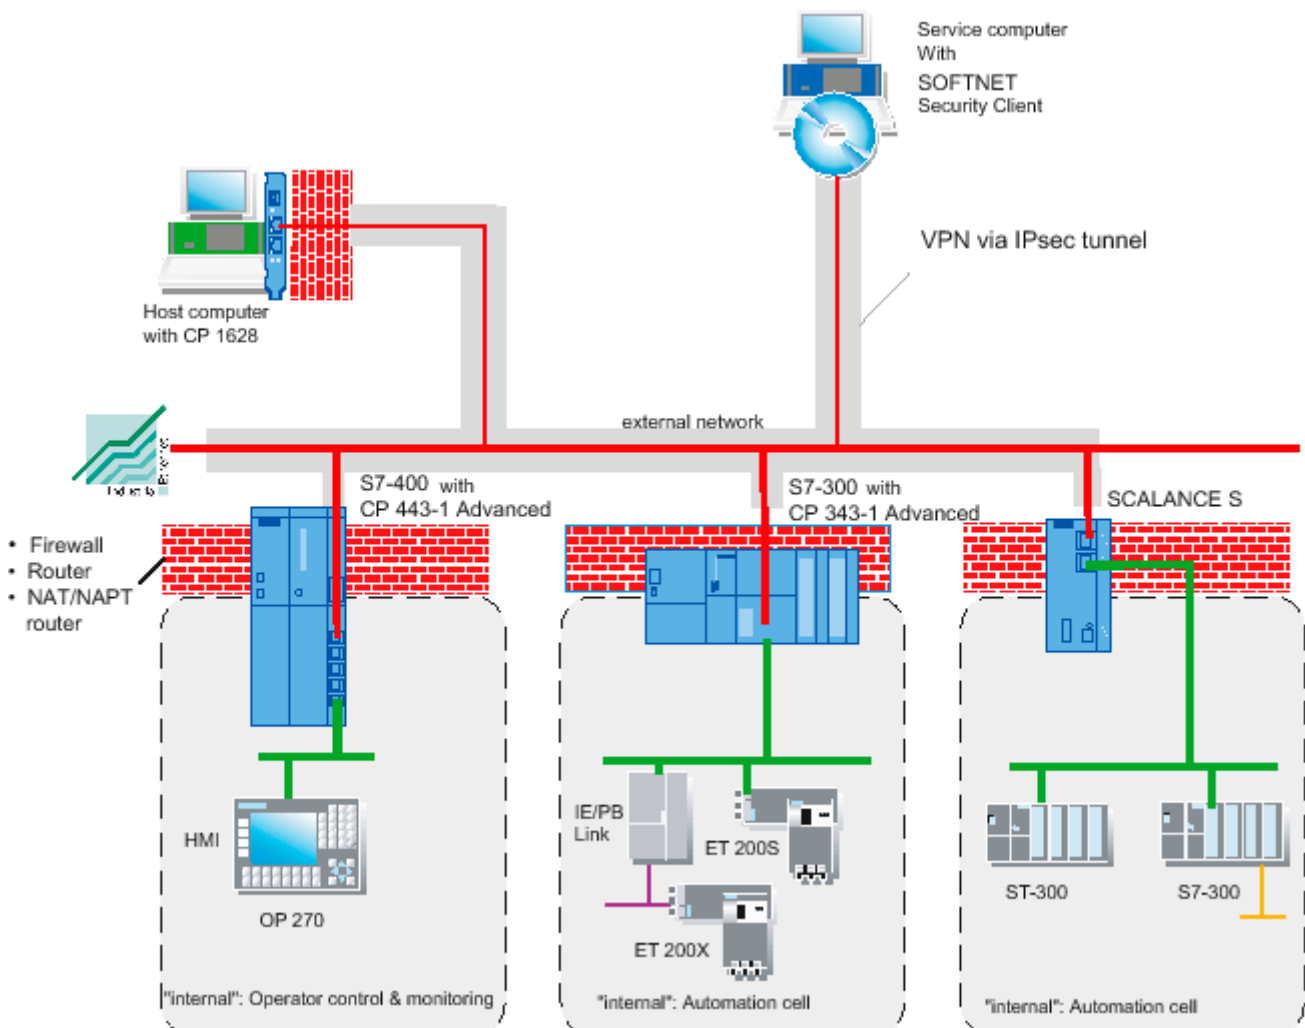 Service computer
With
SOFTNET
Security Client
VPN via IPsec tunnel
Host computer
with CP 1628
external network
Industrial
Ethernet
S7-400 with
CP 443-1 Advanced
S7-300 with
CP 343-1 Advanced
SCALANCE S
• Firewall
• Router
• NAT/NAPT
router
HMI
OP 270
IE/PB
Link
ET 200S
ET 200X
ST-300
S7-300
"internal": Operator control & monitoring
"internal": Automation cell
"internal": Automation cell